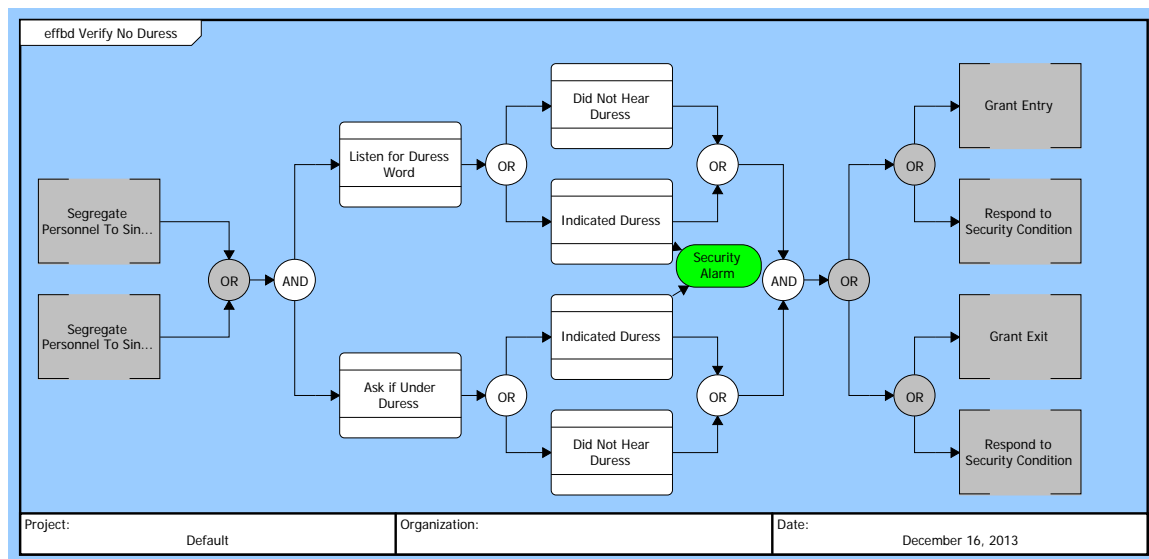 effbd Verify No Duress
Segregate
Personnel To Sin...
Segregate
Personnel To Sin...
OR
AND
Listen for Duress
Word
Ask if Under
Duress
OR
OR
Did Not Hear
Duress
Indicated Duress
Security
Alarm
Indicated Duress
Did Not Hear
Duress
OR
OR
AND
OR
OR
OR
Grant Entry
Respond to
Security Condition
Grant Exit
Respond to
Security Condition
Project:
Default
Organization:
Date:
December 16, 2013